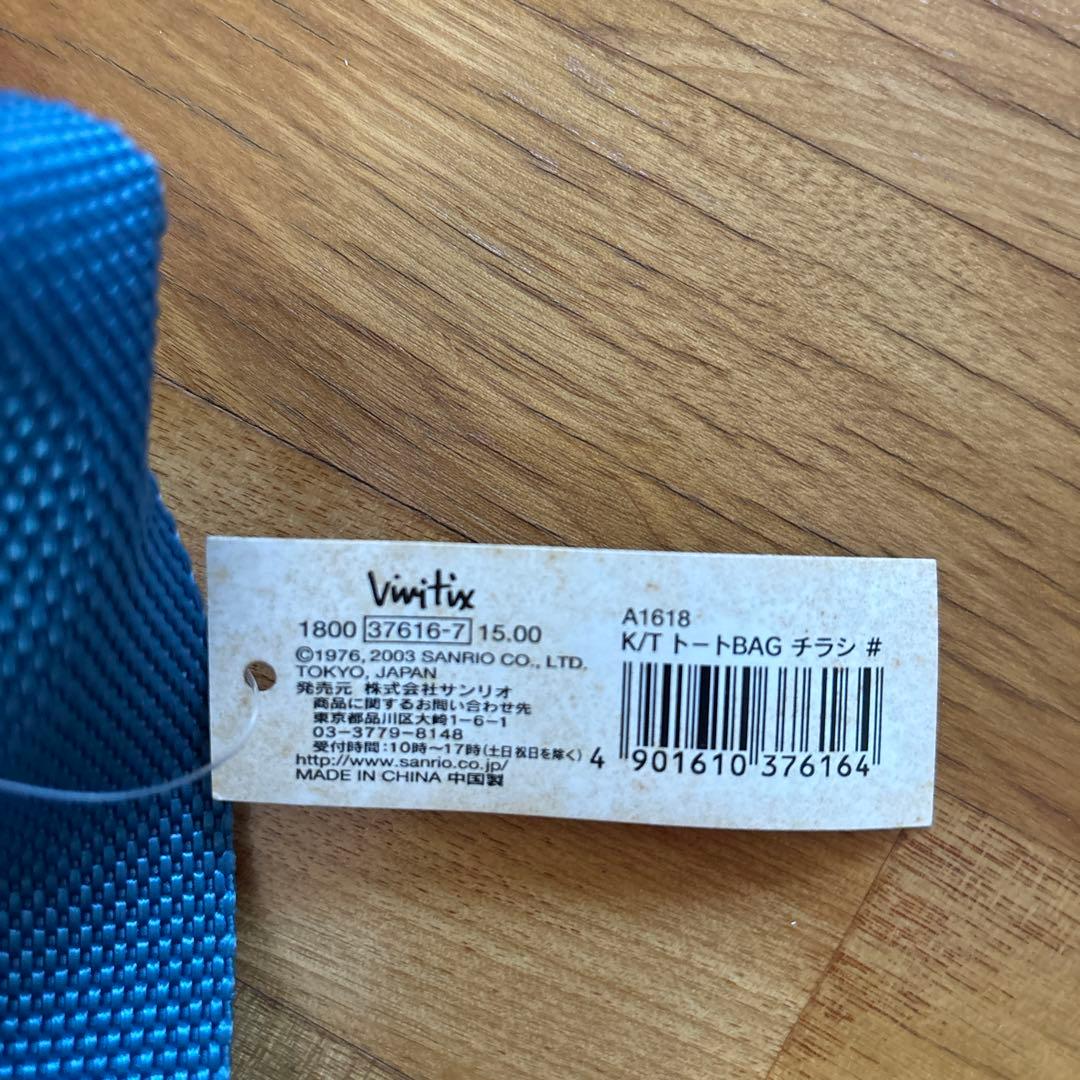 Vivitix
1800 37616-7 15.00
©1976, 2003 SANRIO CO., LTD.
TOKYO, JAPAN
発売元 株式会社サンリオ
商品に関するお問い合わせ先
東京都品川区大崎1-6-1
03-3779-8148
受付時間:10時〜17時(土日祝日を除く)
http://www.sanrio.co.jp/
MADE IN CHINA 中国製
A1618
K/T トートBAG チラシ #
4 901610 376164